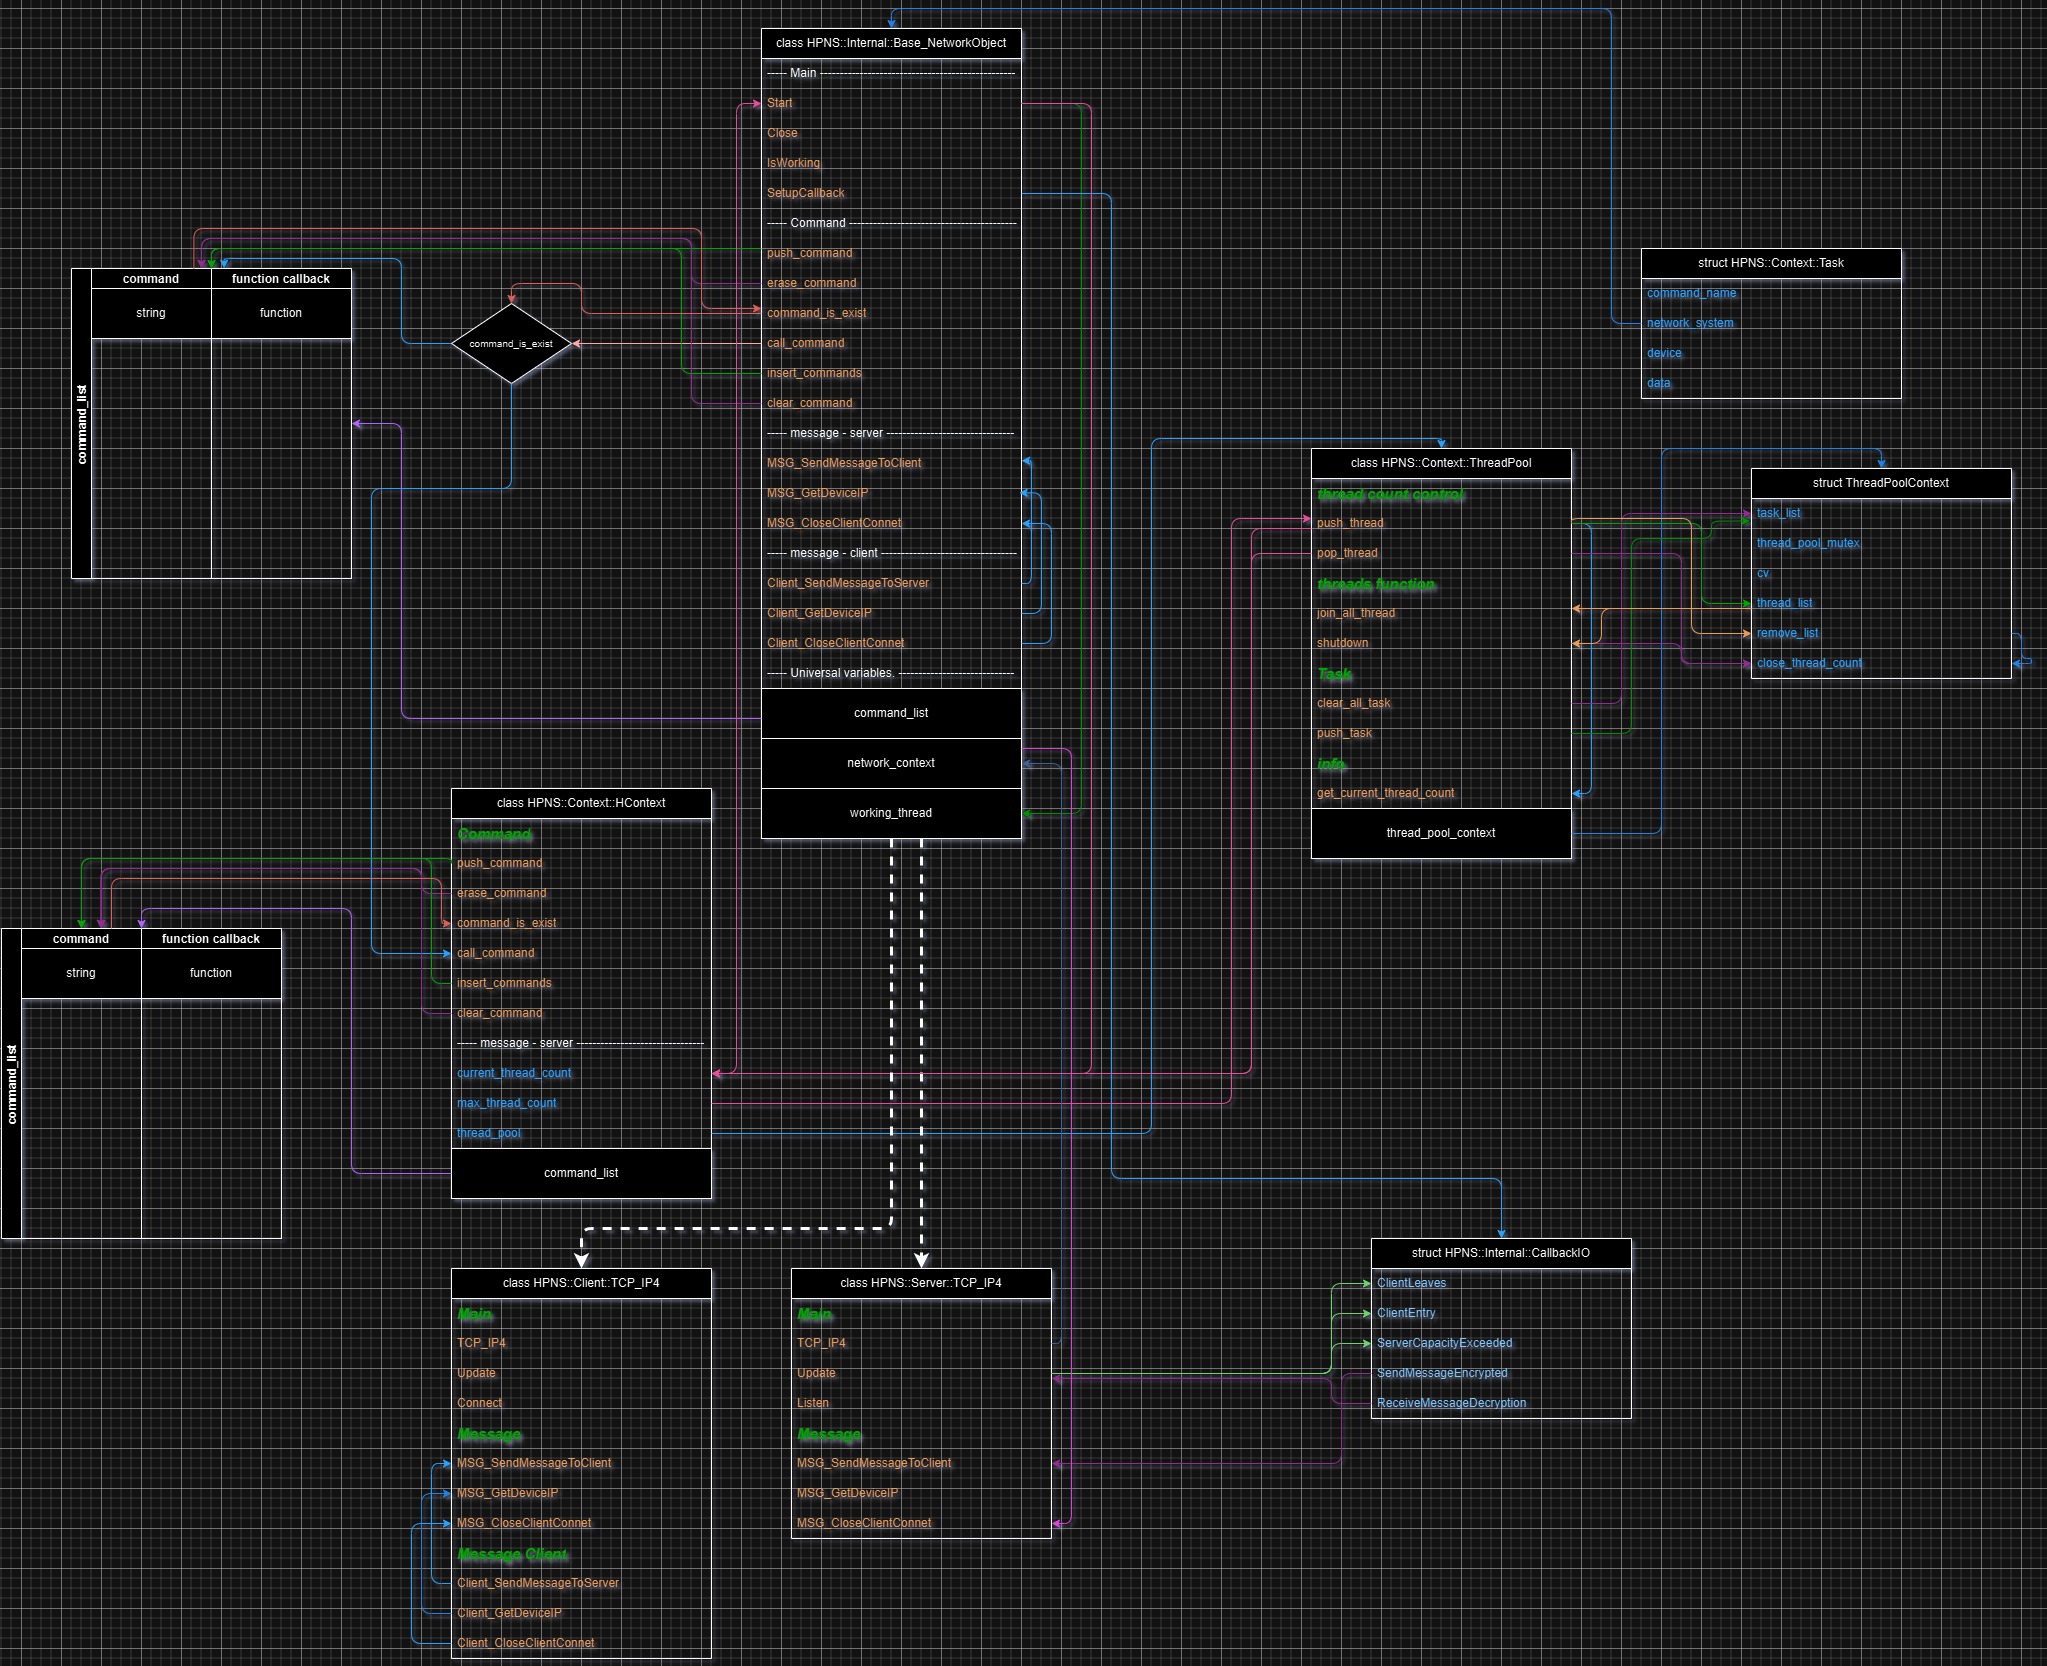 class HPNS::Internal::Base_NetworkObject
----- Main -------------------------------------------------
Start
Close
IsWorking
SetupCallback
----- Command ------------------------------------------
push_command
erase_command
command_is_exist
call_command
insert_commands
clear_command
----- message - server --------------------------------
MSG_SendMessageToClient
MSG_GetDeviceIP
MSG_CloseClientConnet
----- message - client ----------------------------------
Client_SendMessageToServer
Client_GetDeviceIP
Client_CloseClientConnet
----- Universal variables. -----------------------------
command_list
network_context
working_thread
command_list
command
function callback
string
function
command_is_exist
struct HPNS::Context::Task
command_name
network_system
device
data
class HPNS::Context::ThreadPool
thread count control
push_thread
pop_thread
threads function
join_all_thread
shutdown
Task
clear_all_task
push_task
info
get_current_thread_count
thread_pool_context
struct ThreadPoolContext
task_list
thread_pool_mutex
cv
thread_list
remove_list
close_thread_count
class HPNS::Context::HContext
Command
push_command
erase_command
command_is_exist
call_command
insert_commands
clear_command
----- message - server --------------------------------
current_thread_count
max_thread_count
thread_pool
command_list
command_list
command
function callback
string
function
class HPNS::Client::TCP_IP4
Main
TCP_IP4
Update
Connect
Message
MSG_SendMessageToClient
MSG_GetDeviceIP
MSG_CloseClientConnet
Message Client
Client_SendMessageToServer
Client_GetDeviceIP
Client_CloseClientConnet
class HPNS::Server::TCP_IP4
Main
TCP_IP4
Update
Listen
Message
MSG_SendMessageToClient
MSG_GetDeviceIP
MSG_CloseClientConnet
struct HPNS::Internal::CallbackIO
ClientLeaves
ClientEntry
ServerCapacityExceeded
SendMessageEncrypted
ReceiveMessageDecryption